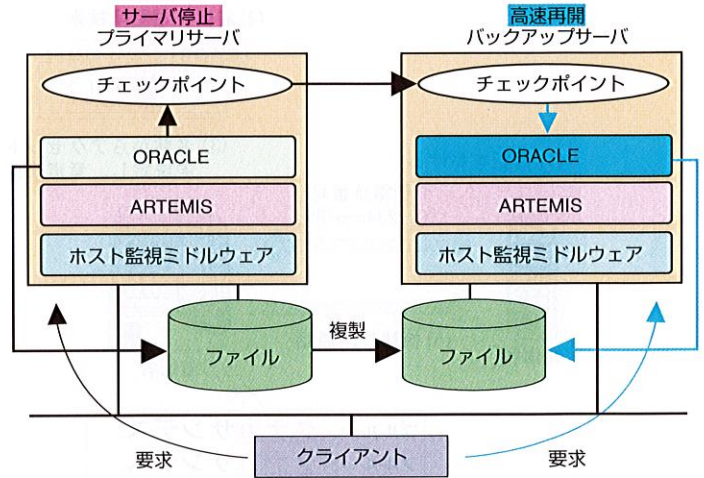 サーバ停止
プライマリサーバ
高速再開
バックアップサーバ
チェックポイント
チェックポイント
ORACLE
ORACLE
ARTEMIS
ARTEMIS
ホスト監視ミドルウェア
ホスト監視ミドルウェア
ファイル
複製
ファイル
要求
クライアント
要求